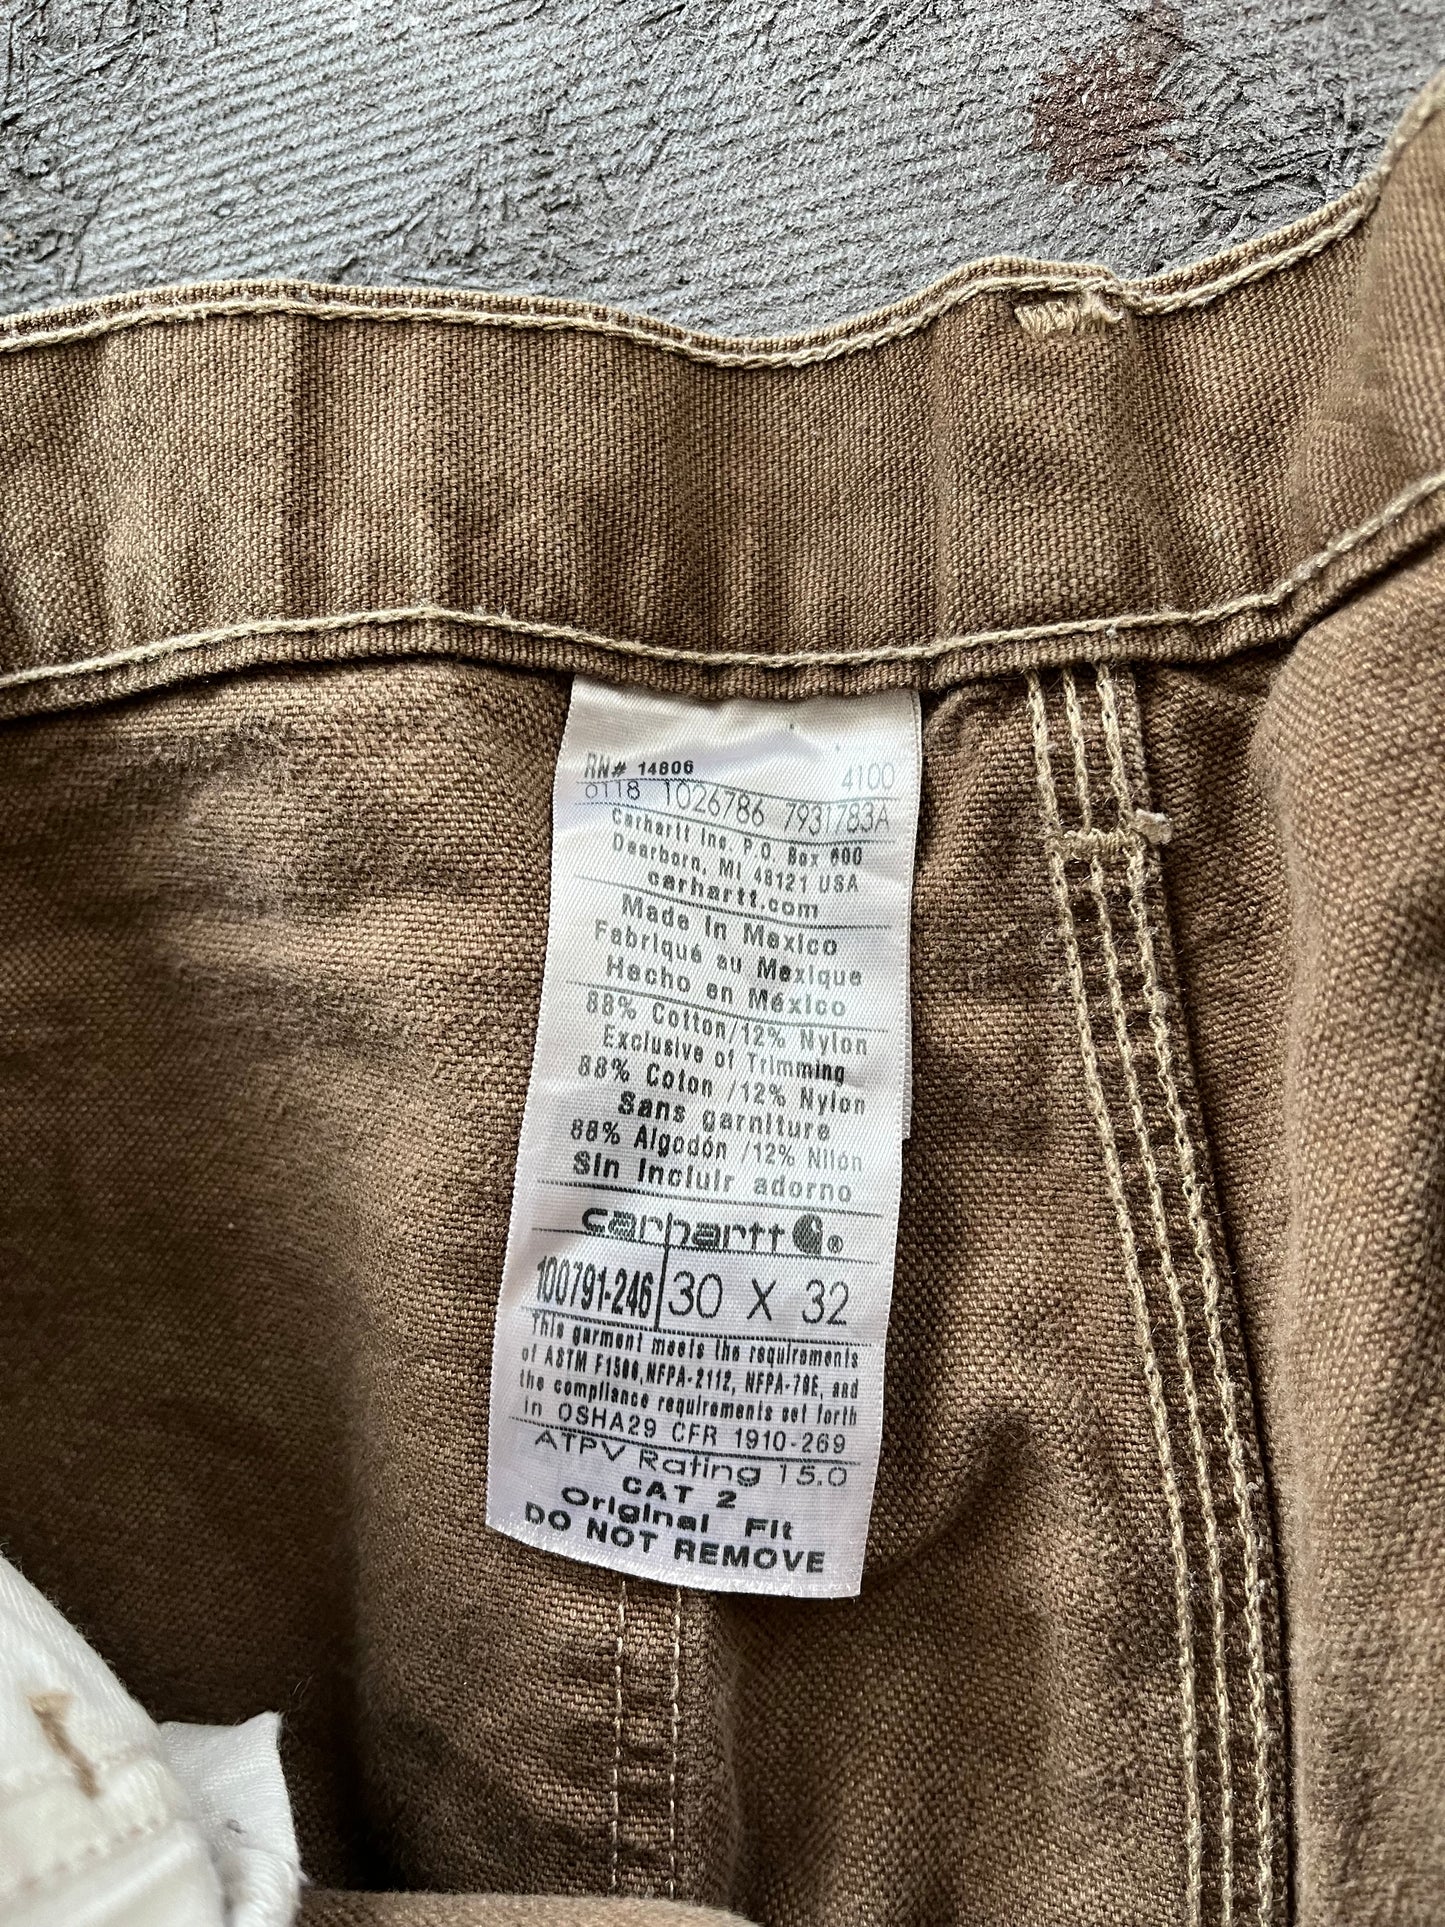 RN# 14806 4100
0118 1026786 7931783A
Carhartt Inc. P.O. Box 600
Dearborn, MI 48121 USA
carhartt.com
Made in Mexico
Fabriqué au Mexique
Hecho en México
88% Cotton/12% Nylon
Exclusive of Trimming
88% Coton /12% Nylon
Sans garniture
88% Algodón /12% Nilón
Sin incluir adorno
carhartt ®
100791-246 30 X 32
This garment meets the requirements
of ASTM F1506, NFPA-2112, NFPA-70E, and
the compliance requirements set forth
in OSHA29 CFR 1910-269
ATPV Rating 15.0
CAT 2
Original Fit
DO NOT REMOVE